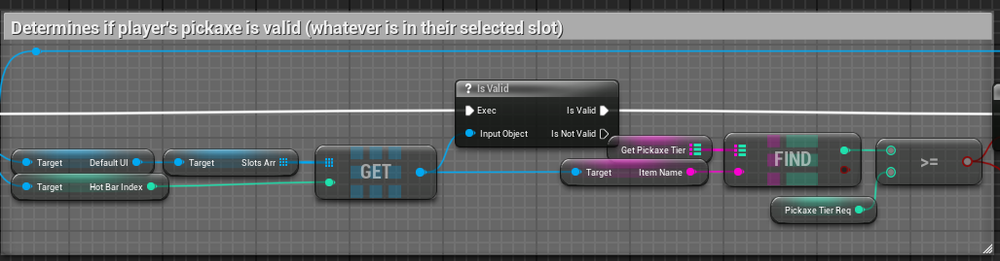 Determines if player's pickaxe is valid (whatever is in their selected slot)
? Is Valid
Exec Is Valid
Input Object Is Not Valid
Get Pickaxe Tier
Target Default UI
Target Slots Arr
GET
FIND
>=
Target Item Name
Target Hot Bar Index
Pickaxe Tier Req